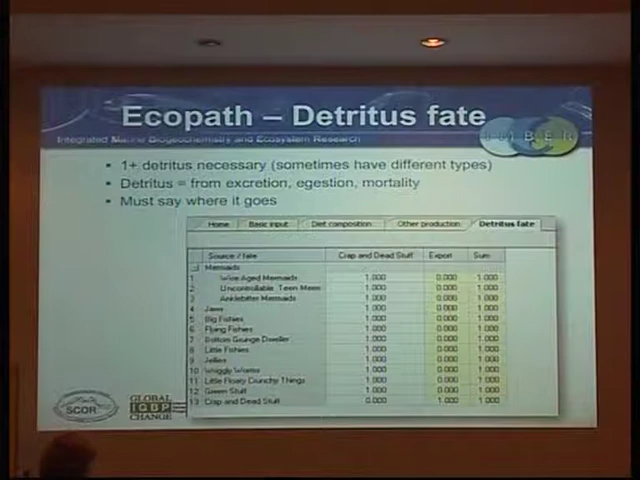 Ecopath – Detritus fate
Integrated Marine Biogeochemistry and Ecosystem Research
• 1+ detritus necessary (sometimes have different types)
• Detritus = from excretion, egestion, mortality
• Must say where it goes
Home Basic input Diet composition Other production Detritus fate
Source / fate Crap and Dead Stuff Export Sum
Mermaids
1 Wise Aged Mermaids 1.000 0.000 1.000
2 Uncontrollable Teen Merm 1.000 0.000 1.000
3 Anklebitter Mermaids 1.000 0.000 1.000
4 Jaws 1.000 0.000 1.000
5 Big Fishies 1.000 0.000 1.000
6 Flying Fishies 1.000 0.000 1.000
7 Bottom Grunge Dweller 1.000 0.000 1.000
8 Little Fishies 1.000 0.000 1.000
9 Jellies 1.000 0.000 1.000
10 Wriggly Worms 1.000 0.000 1.000
11 Little Floaty Crunchy Things 1.000 0.000 1.000
12 Green Stuff 1.000 0.000 1.000
13 Crap and Dead Stuff 0.000 1.000 1.000
SCOR
GLOBAL
IGBP
CHANGE